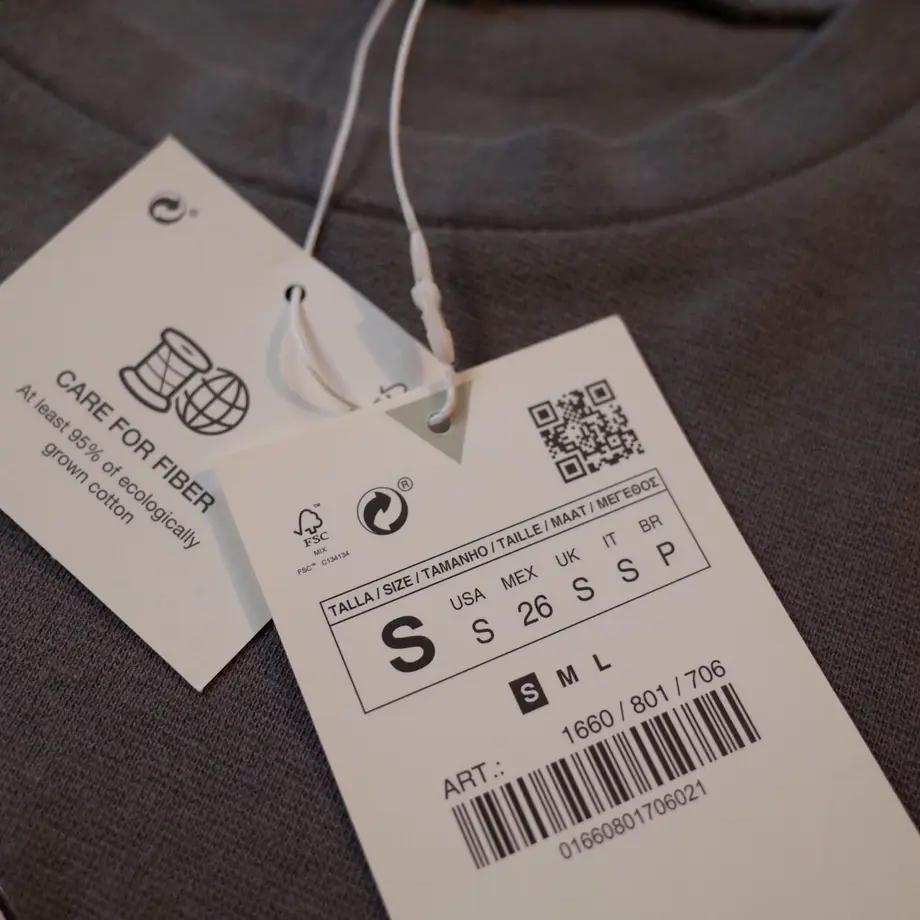 CARE FOR FIBER
At least 95% of ecologically
grown cotton
FSC
MIX
FSC™ C134134
TALLA / SIZE / TAMANHO / TAILLE / MAAT / ΜΕΓΕΘΟΣ
S
USA MEX UK IT BR
S 26 S S P
S M L
1660 / 801 / 706
ART.:
01660801706021